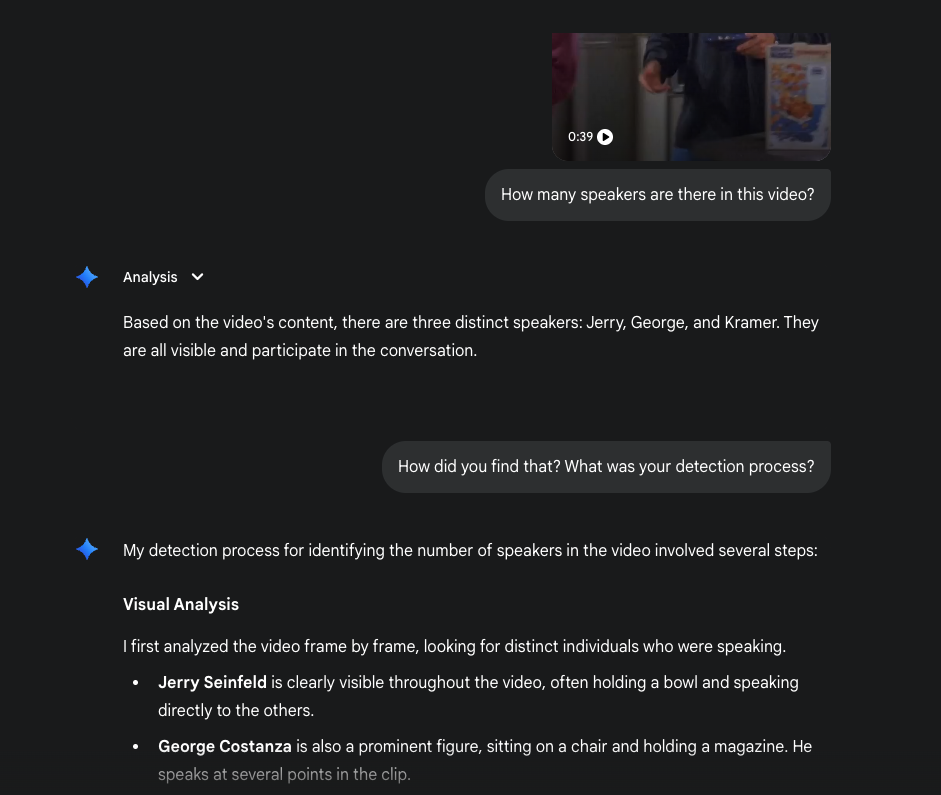 0:39
How many speakers are there in this video?
Analysis
Based on the video's content, there are three distinct speakers: Jerry, George, and Kramer. They
are all visible and participate in the conversation.
How did you find that? What was your detection process?
My detection process for identifying the number of speakers in the video involved several steps:
Visual Analysis
I first analyzed the video frame by frame, looking for distinct individuals who were speaking.
• Jerry Seinfeld is clearly visible throughout the video, often holding a bowl and speaking
directly to the others.
• George Costanza is also a prominent figure, sitting on a chair and holding a magazine. He
speaks at several points in the clip.